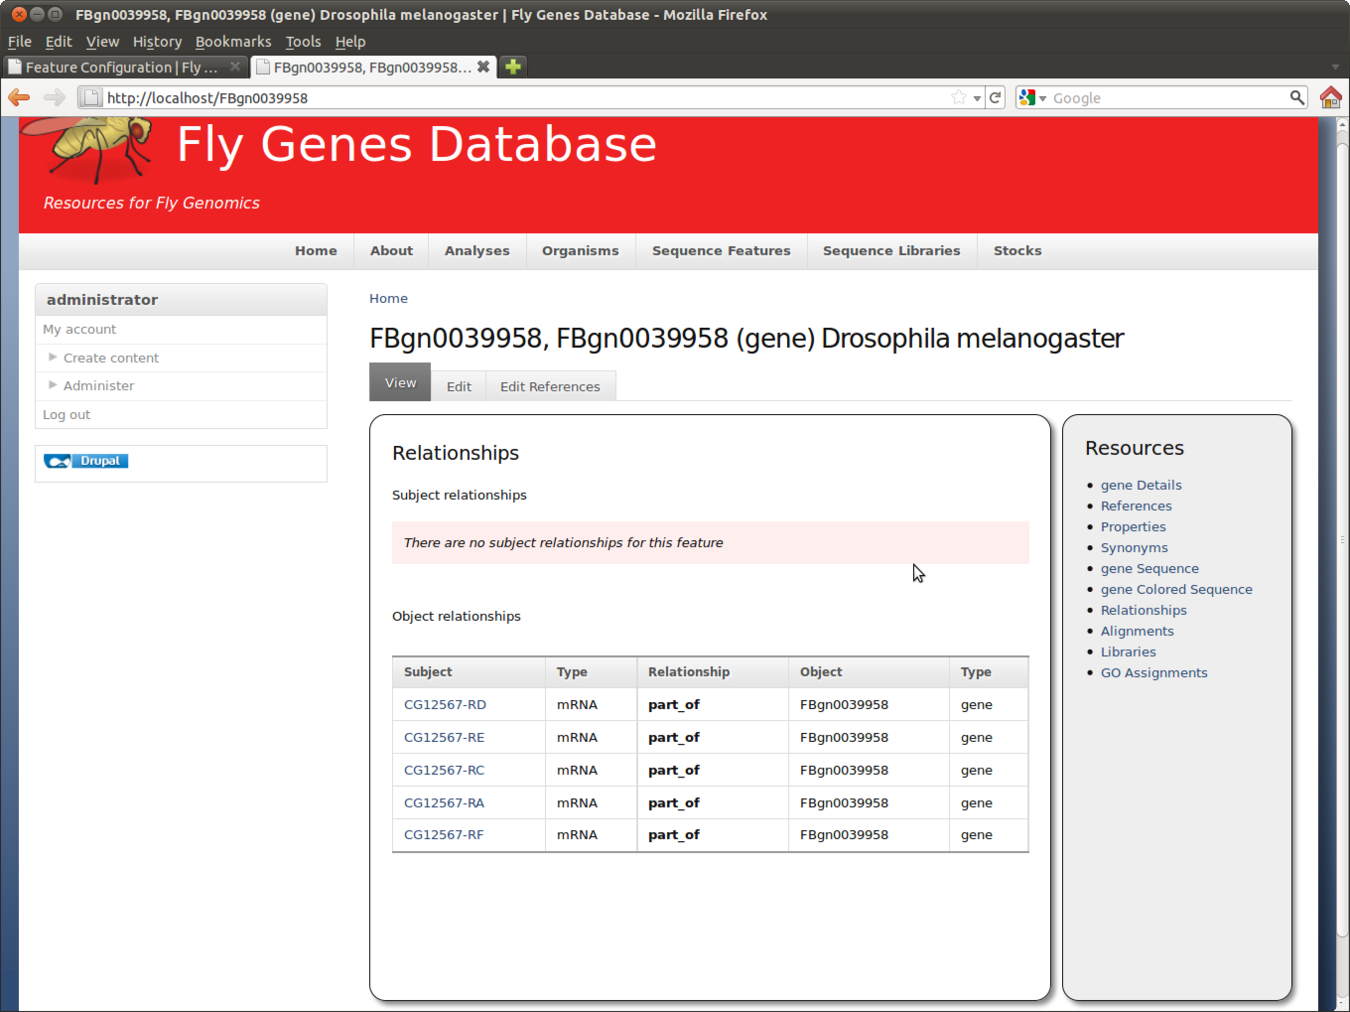 FBgn0039958, FBgn0039958 (gene) Drosophila melanogaster | Fly Genes Database - Mozilla Firefox
File Edit View History Bookmarks Tools Help
Feature Configuration | Fly ...
FBgn0039958, FBgn0039958...
http://localhost/FBgn0039958
Google
Fly Genes Database
Resources for Fly Genomics
Home About Analyses Organisms Sequence Features Sequence Libraries Stocks
administrator
My account
Create content
Administer
Log out
Drupal
Home
FBgn0039958, FBgn0039958 (gene) Drosophila melanogaster
View Edit Edit References
Relationships
Subject relationships
There are no subject relationships for this feature
Object relationships
Subject Type Relationship Object Type
CG12567-RD mRNA part_of FBgn0039958 gene
CG12567-RE mRNA part_of FBgn0039958 gene
CG12567-RC mRNA part_of FBgn0039958 gene
CG12567-RA mRNA part_of FBgn0039958 gene
CG12567-RF mRNA part_of FBgn0039958 gene
Resources
gene Details
References
Properties
Synonyms
gene Sequence
gene Colored Sequence
Relationships
Alignments
Libraries
GO Assignments